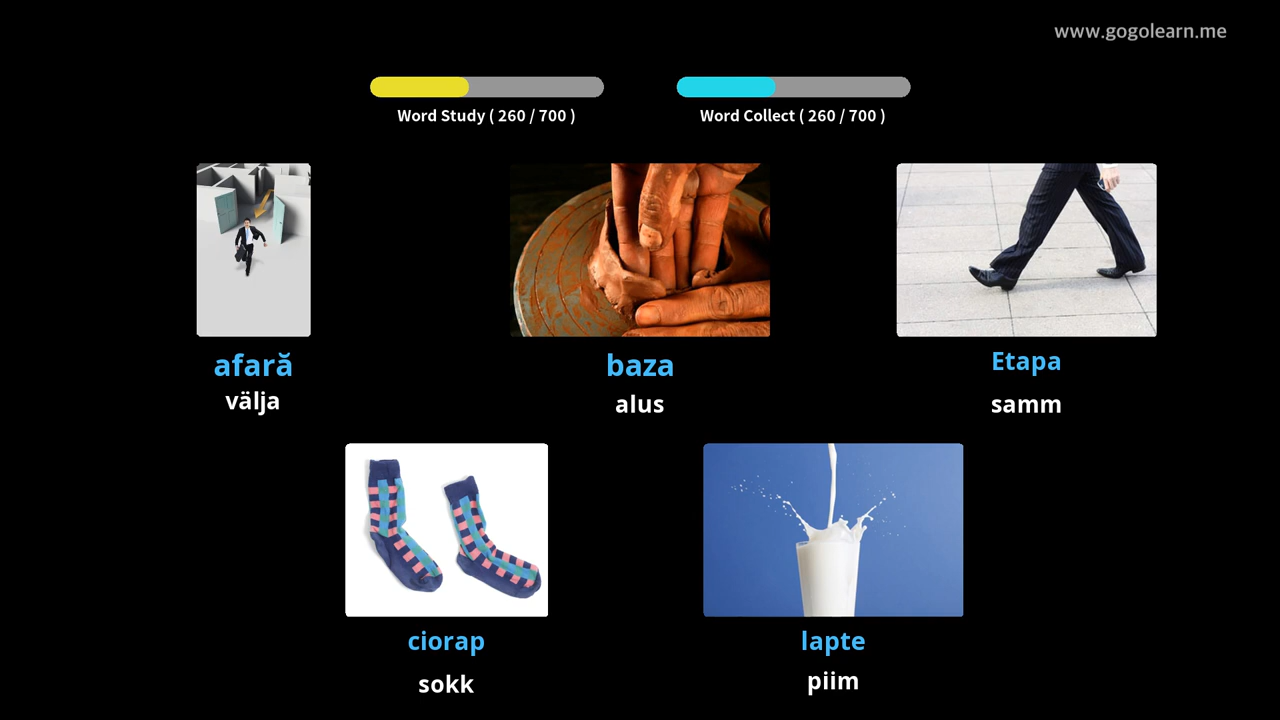 www.gogolearn.me
Word Study ( 260 / 700 )
Word Collect ( 260 / 700 )
afară
välja
baza
alus
Etapa
samm
ciorap
sokk
lapte
piim